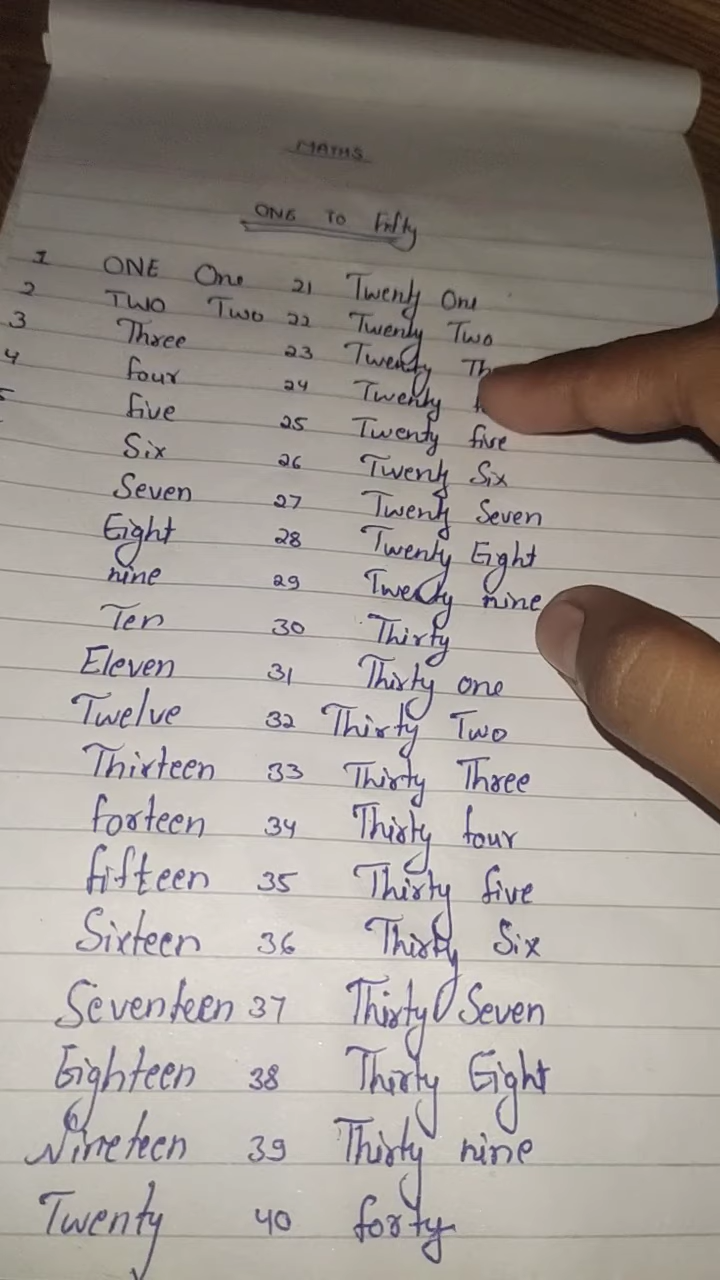 MATHS
ONE TO Fifty
1 ONE One 21 Twenty One
2 TWO Two 22 Twenty Two
3 Three 23 Twenty
4 four 24 Twenty
five 25 Twenty five
Six 26 Twenty Six
Seven 27 Twenty Seven
Eight 28 Twenty Eight
nine 29 Twenty nine
Ten 30 Thirty
Eleven 31 Thirty one
Twelve 32 Thirty Two
Thirteen 33 Thirty Three
forteen 34 Thirty four
fifteen 35 Thirty five
Sixteen 36 Thirty Six
Seventeen 37 Thirty Seven
Eighteen 38 Thirty Eight
Nineteen 39 Thirty nine
Twenty 40 forty